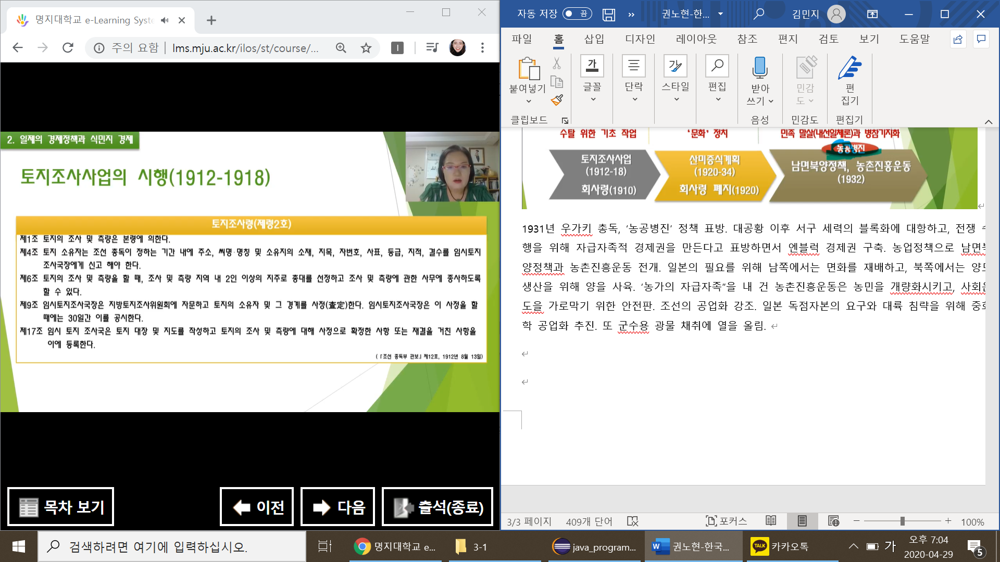 명지대학교 e-Learning Syste
주의 요함
lms.mju.ac.kr/ilos/st/course/...
2. 일제의 경제정책과 식민지 경제
토지조사사업의 시행(1912-1918)
토지조사령(제령2호)
제1조 토지의 조사 및 측량은 본령에 의한다.
제4조 토지 소유자는 조선 총독이 정하는 기간 내에 주소, 씨명·명칭 및 소유지의 소재, 지목, 자번호, 사표, 등급, 지적, 결수를 임시토지
조사국장에게 신고 해야 한다.
제6조 토지의 조사 및 측량을 할 때, 조사 및 측량 지역 내 2인 이상의 지주로 총대를 선정하고 조사 및 측량에 관한 사무에 종사하도록
할 수 있다.
제9조 임시토지조사국장은 지방토지조사위원회에 자문하고 토지의 소유자 및 그 경계를 사정(査定)한다. 임시토지조사국장은 이 사정을 할
때에는 30일간 이를 공시한다.
제17조 임시 토지 조사국은 토지 대장 및 지도를 작성하고 토지의 조사 및 측량에 대해 사정으로 확정한 사항 또는 재결을 거친 사항을
이에 등록한다.
(『조선 총독부 관보』제12호, 1912년 8월 13일)
목차 보기
이전
다음
출석(종료)
자동 저장
끔
권노현-한...
김민지
파일
홈
삽입
디자인
레이아웃
참조
편지
검토
보기
도움말
붙여넣기
가
글꼴
단락
가
스타일
편집
받아
쓰기
민감
도
편
집기
클립보드
음성
민감도
편집기
수탈 위한 기초 작업
'문화' 정치
민족 말살(내선일체론)과 병참기지화
농공병진
토지조사사업
(1912-18)
회사령(1910)
산미증식계획
(1920-34)
회사령 폐지(1920)
남면북양정책, 농촌진흥운동
(1932)
1931년 우가키 총독, '농공병진' 정책 표방. 대공황 이후 서구 세력의 블록화에 대항하고, 전쟁
행을 위해 자급자족적 경제권을 만든다고 표방하면서 엔블럭 경제권 구축. 농업정책으로 남면북
양정책과 농촌진흥운동 전개. 일본의 필요를 위해 남쪽에서는 면화를 재배하고, 북쪽에서는 양모
생산을 위해 양을 사육. '농가의 자급자족"을 내 건 농촌진흥운동은 농민을 개량화시키고, 사회운
도을 가로막기 위한 안전판. 조선의 공업화 강조. 일본 독점자본의 요구와 대륙 침략을 위해 중화
학 공업화 추진. 또 군수용 광물 채취에 열을 올림.
3/3 페이지
409개 단어
포커스
100%
검색하려면 여기에 입력하십시오.
명지대학교 e...
3-1
java_program...
권노현-한국...
TALK
카카오톡
가
오후 7:04
2020-04-29
5